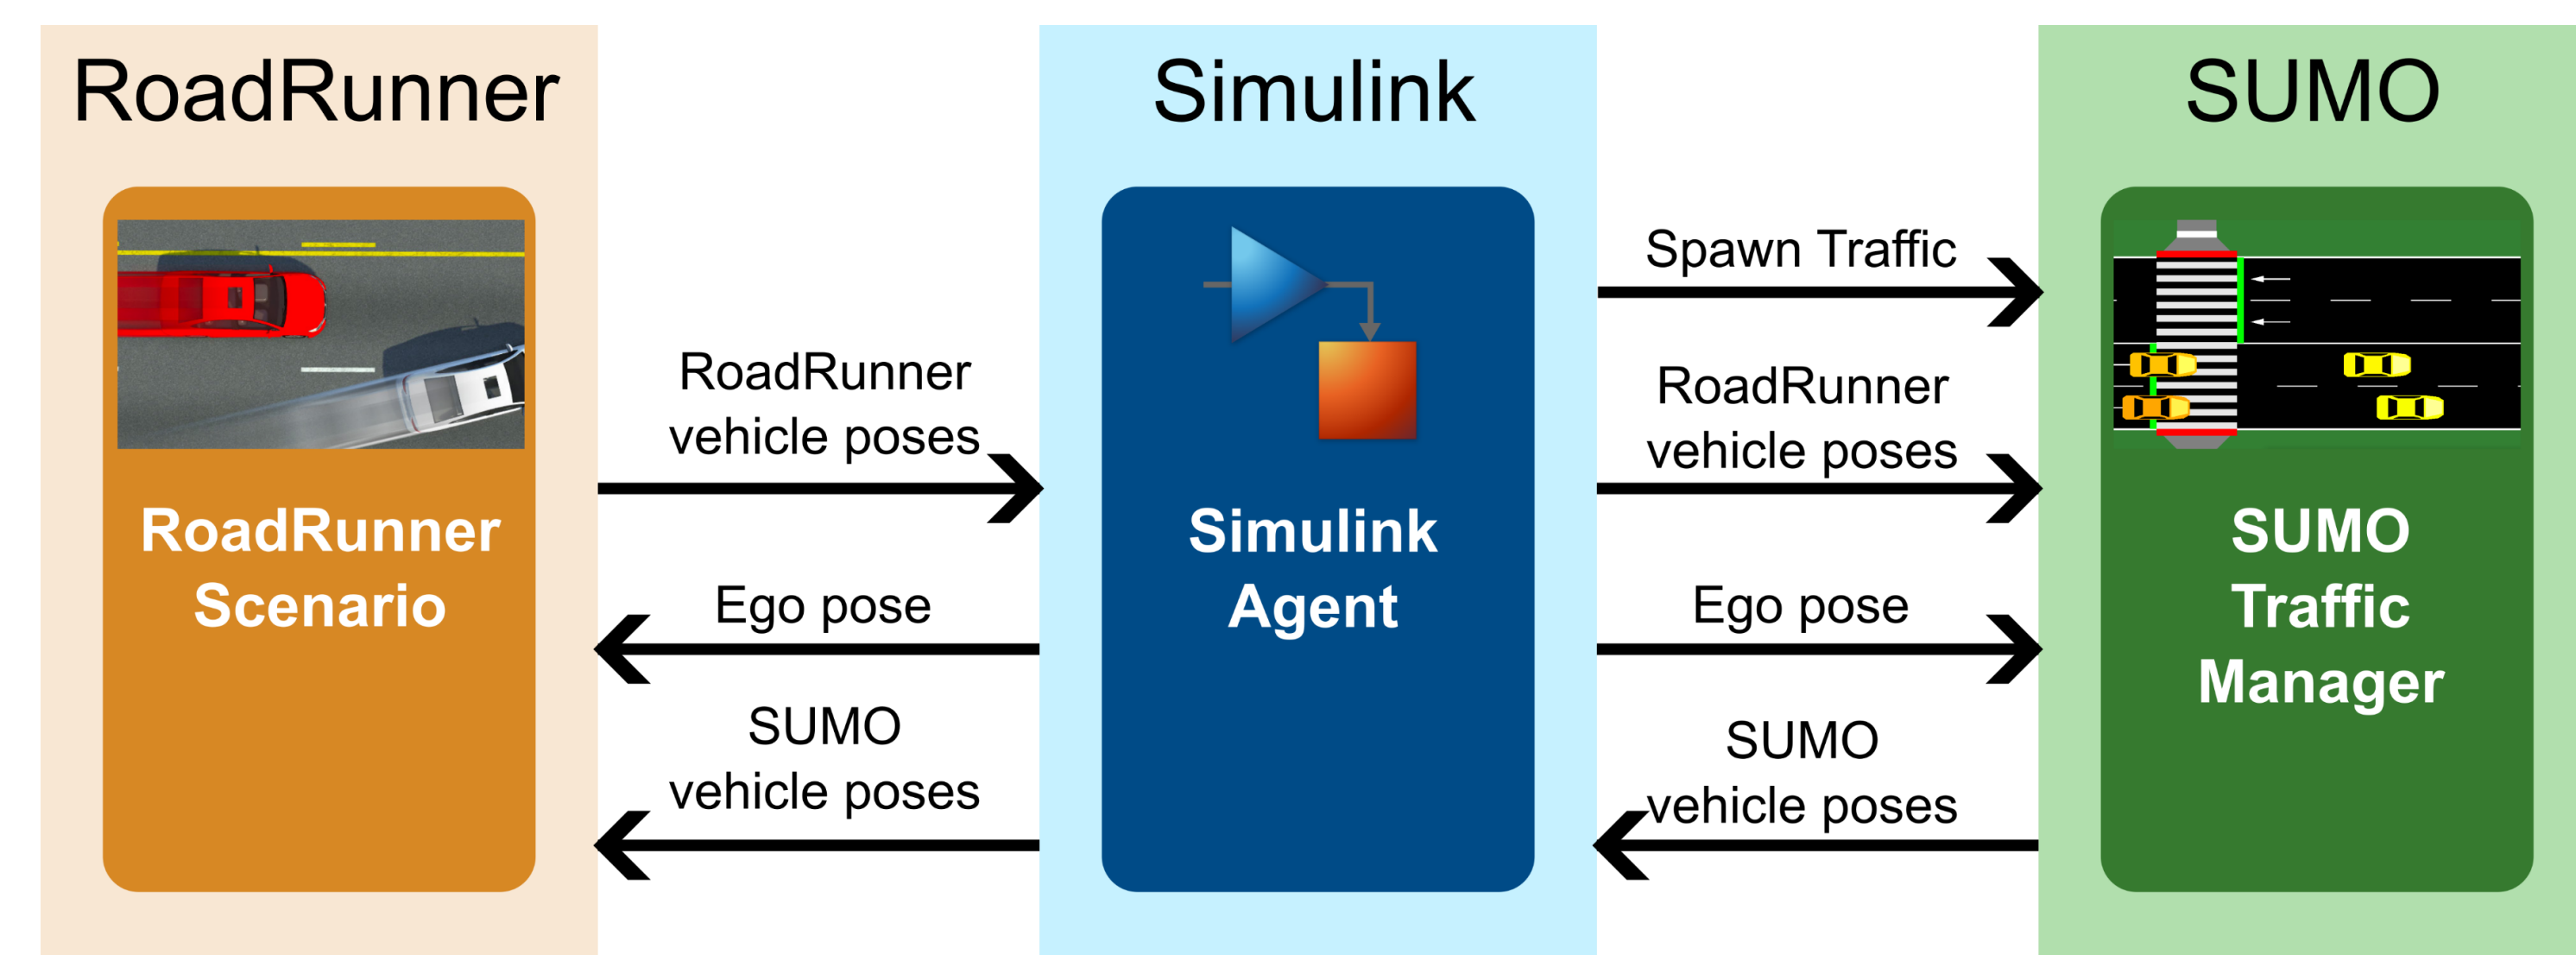 RoadRunner
Simulink
SUMO
RoadRunner
Scenario
RoadRunner
vehicle poses
Ego pose
SUMO
vehicle poses
Simulink
Agent
Spawn Traffic
RoadRunner
vehicle poses
Ego pose
SUMO
vehicle poses
SUMO
Traffic
Manager